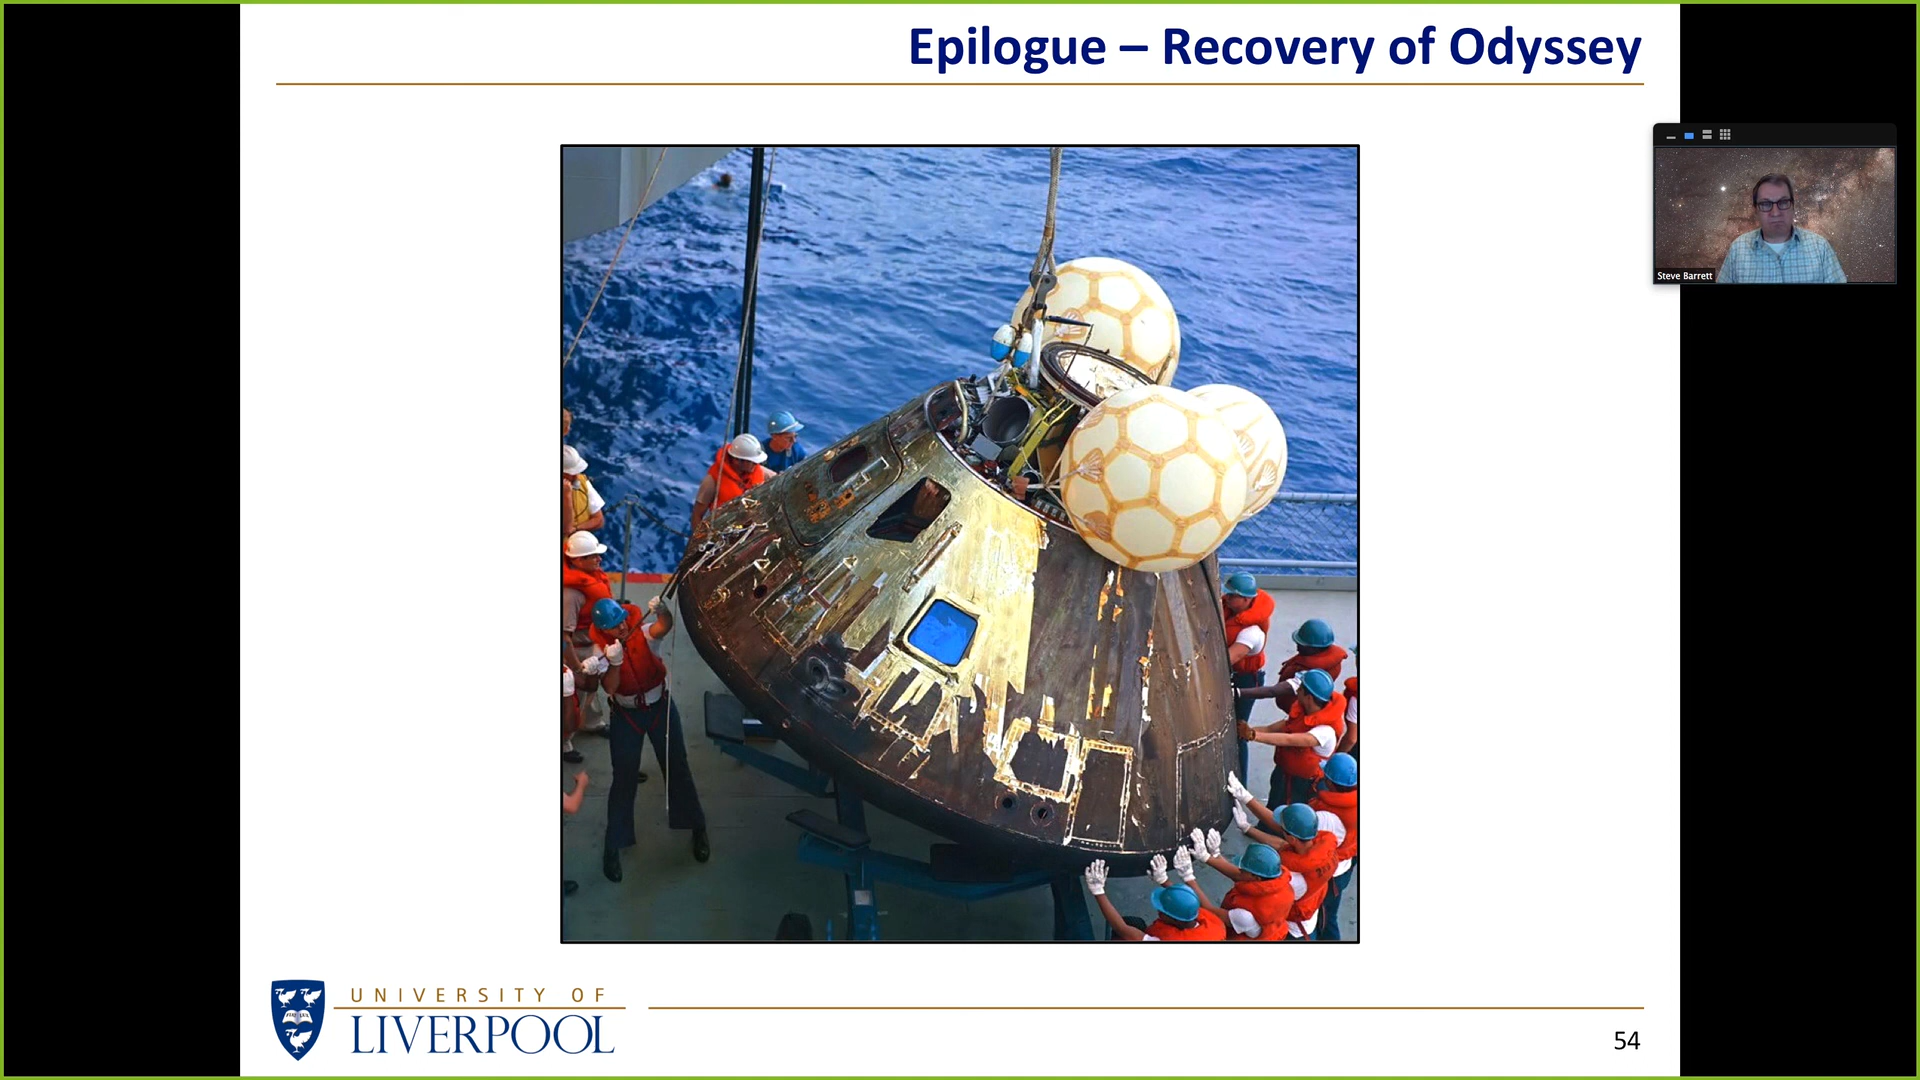 Epilogue – Recovery of Odyssey
Steve Barrett
UNIVERSITY OF
LIVERPOOL
54